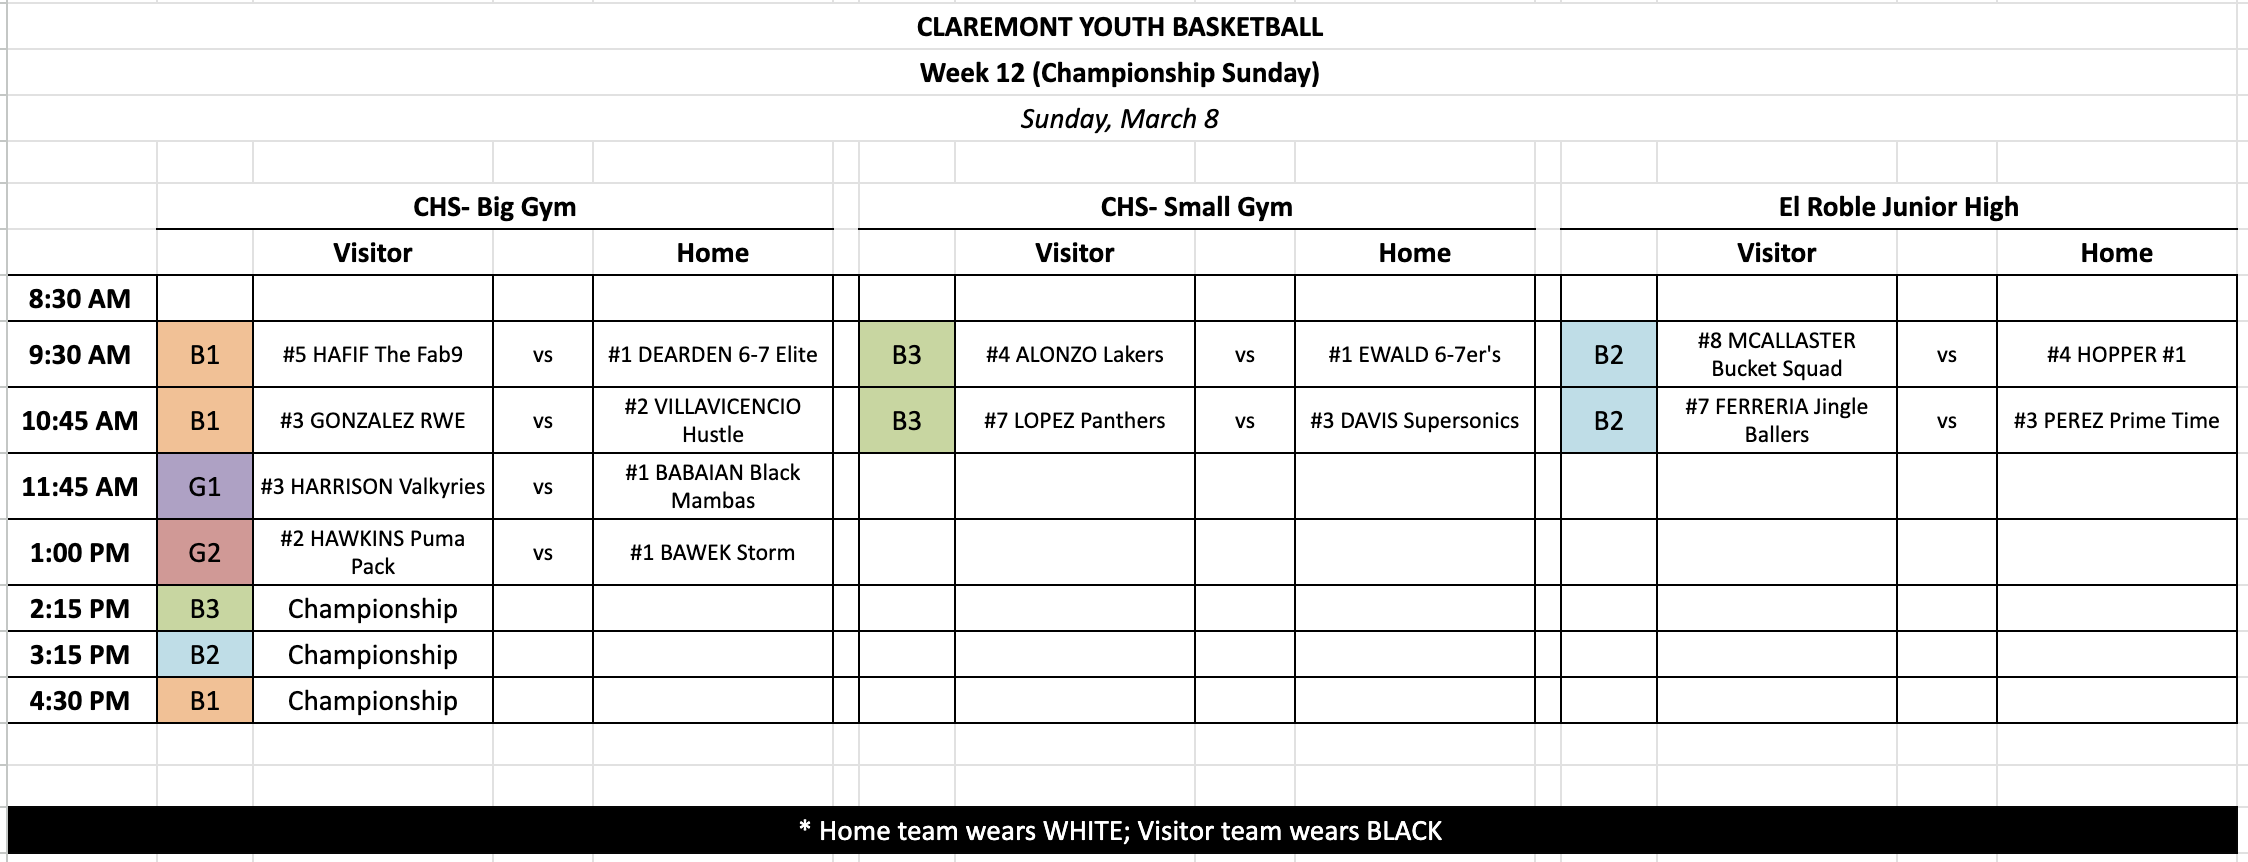 CLAREMONT YOUTH BASKETBALL
Week 12 (Championship Sunday)
Sunday, March 8
CHS- Big Gym CHS- Small Gym El Roble Junior High
Visitor Home Visitor Home Visitor Home
8:30 AM
9:30 AM B1 #5 HAFIF The Fab9 vs #1 DEARDEN 6-7 Elite B3 #4 ALONZO Lakers vs #1 EWALD 6-7er's B2 #8 MCALLASTER Bucket Squad vs #4 HOPPER #1
10:45 AM B1 #3 GONZALEZ RWE vs #2 VILLAVICENCIO Hustle B3 #7 LOPEZ Panthers vs #3 DAVIS Supersonics B2 #7 FERRERIA Jingle Ballers vs #3 PEREZ Prime Time
11:45 AM G1 #3 HARRISON Valkyries vs #1 BABAIAN Black Mambas
1:00 PM G2 #2 HAWKINS Puma Pack vs #1 BAWEK Storm
2:15 PM B3 Championship
3:15 PM B2 Championship
4:30 PM B1 Championship
* Home team wears WHITE; Visitor team wears BLACK